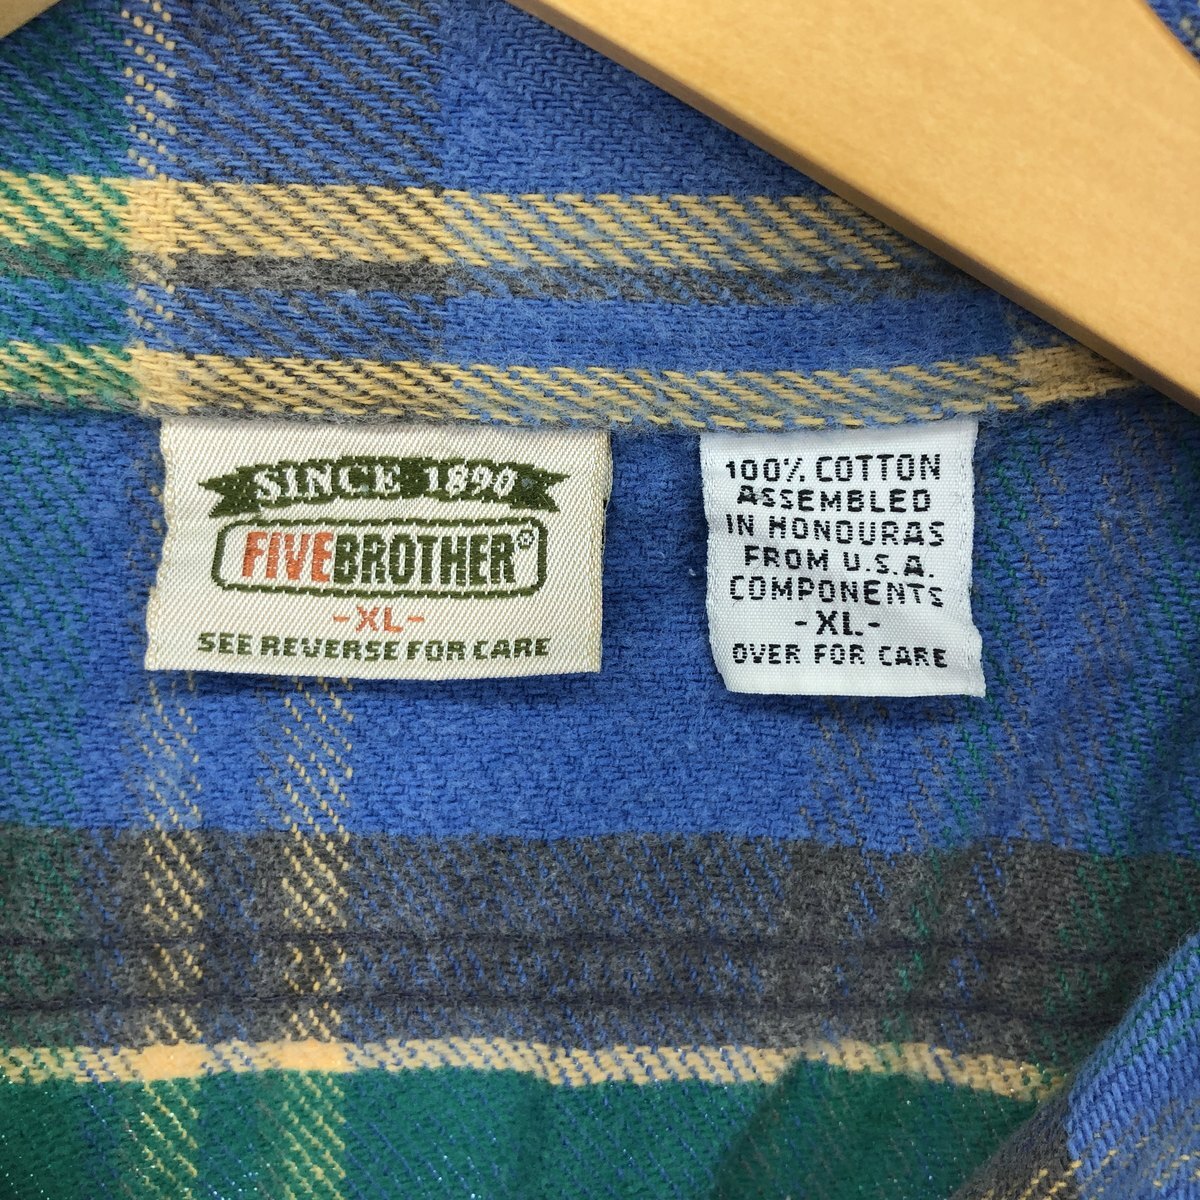 SINCE 1890
FIVEBROTHER®
-XL-
SEE REVERSE FOR CARE
100% COTTON
ASSEMBLED
IN HONDURAS
FROM U.S.A.
COMPONENTS
-XL-
OVER FOR CARE